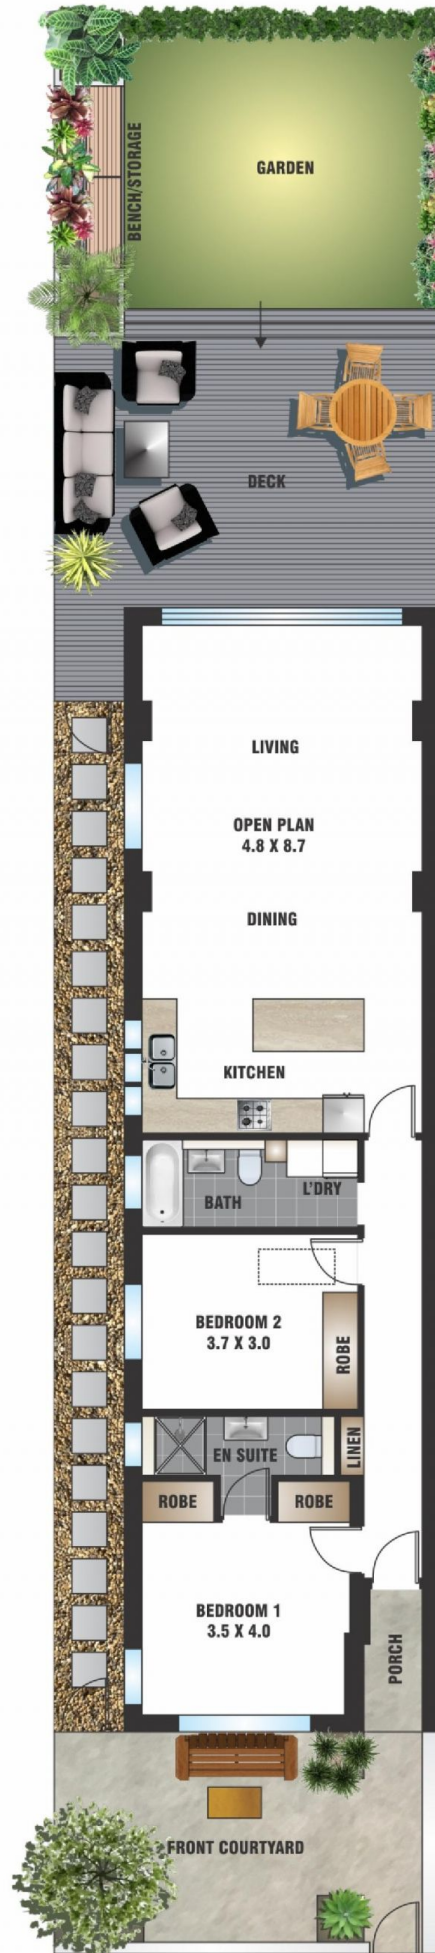 GARDEN
BENCH/STORAGE
DECK
LIVING
OPEN PLAN
4.8 X 8.7
DINING
KITCHEN
BATH
L'DRY
BEDROOM 2
3.7 X 3.0
ROBE
EN SUITE
LINEN
ROBE
ROBE
BEDROOM 1
3.5 X 4.0
PORCH
FRONT COURTYARD